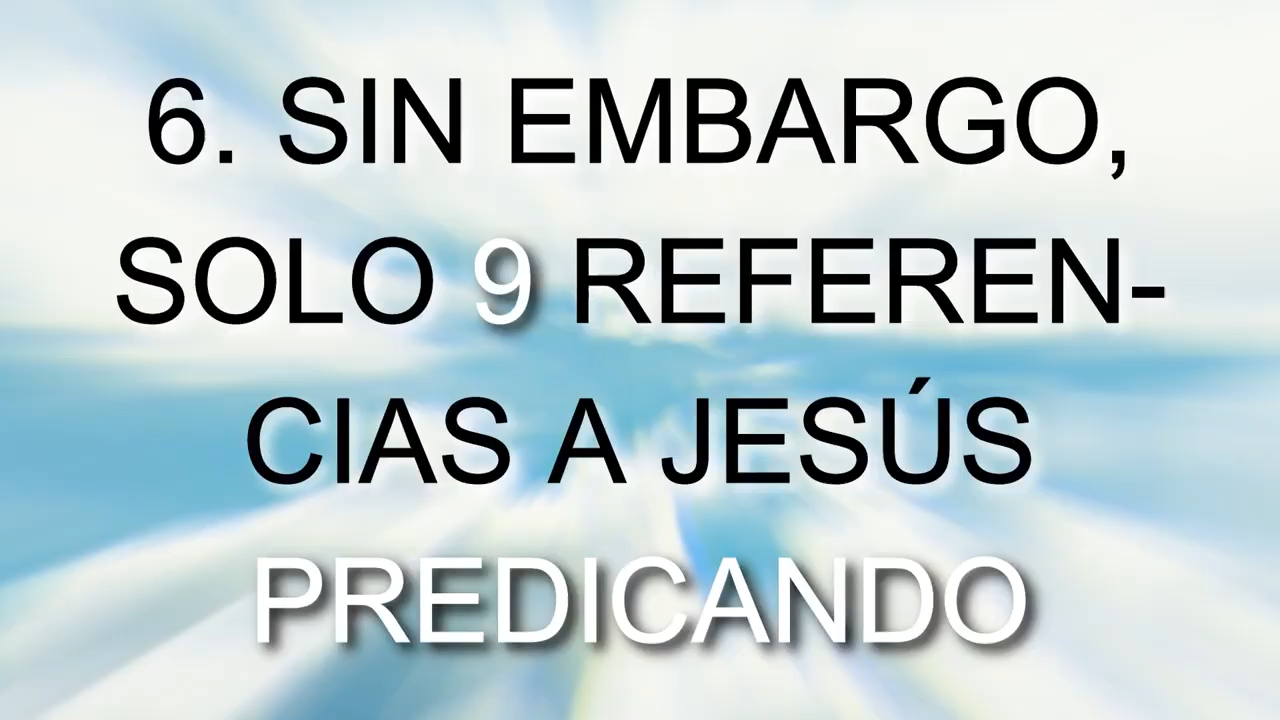 6. SIN EMBARGO,
SOLO 9 REFEREN-
CIAS A JESÚS
PREDICANDO